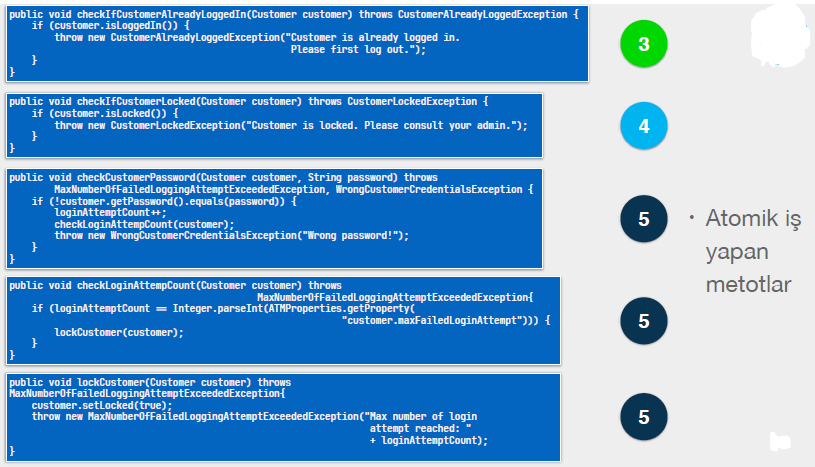 public void checkIfCustomerAlreadyLoggedIn(Customer customer) throws CustomerAlreadyLoggedException {
if (customer.isLoggedIn()) {
throw new CustomerAlreadyLoggedException("Customer is already logged in.
Please first log out.");
}
}
3
public void checkIfCustomerLocked(Customer customer) throws CustomerLockedException {
if (customer.isLocked()) {
throw new CustomerLockedException("Customer is locked. Please consult your admin.");
}
}
4
public void checkCustomerPassword(Customer customer, String password) throws
MaxNumberOfFailedLoggingAttemptExceededException, WrongCustomerCredentialsException {
if (!customer.getPassword().equals(password)) {
loginAttemptCount++;
checkLoginAttempCount(customer);
throw new WrongCustomerCredentialsException("Wrong password!");
}
}
5
• Atomik iş
yapan
metotlar
public void checkLoginAttempCount(Customer customer) throws
MaxNumberOfFailedLoggingAttemptExceededException{
if (loginAttemptCount == Integer.parseInt(ATMProperties.getProperty(
"customer.maxFailedLoginAttempt"))) {
lockCustomer(customer);
}
}
5
public void lockCustomer(Customer customer) throws
MaxNumberOfFailedLoggingAttemptExceededException{
customer.setLocked(true);
throw new MaxNumberOfFailedLoggingAttemptExceededException("Max number of login
attempt reached: "
+ loginAttemptCount);
}
5